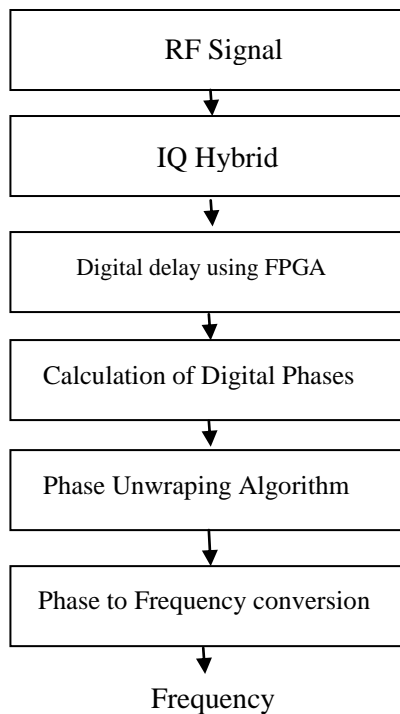 RF Signal
IQ Hybrid
Digital delay using FPGA
Calculation of Digital Phases
Phase Unwraping Algorithm
Phase to Frequency conversion
Frequency